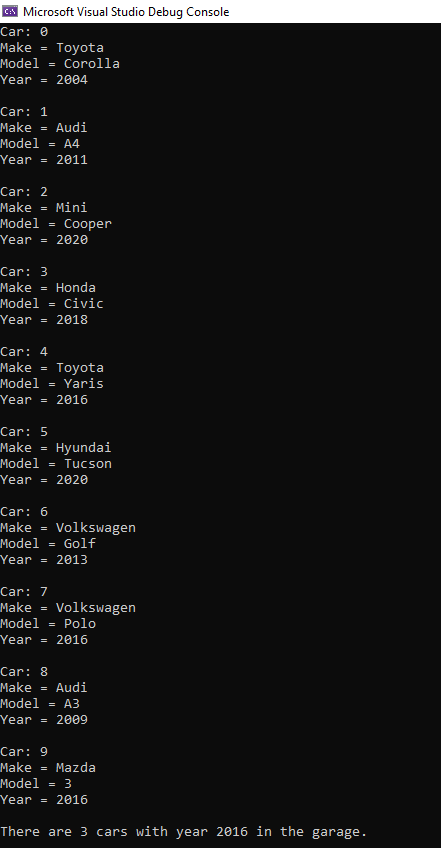 Microsoft Visual Studio Debug Console
Car: 0
Make = Toyota
Model = Corolla
Year = 2004
Car: 1
Make = Audi
Model = A4
Year = 2011
Car: 2
Make = Mini
Model = Cooper
Year = 2020
Car: 3
Make = Honda
Model = Civic
Year = 2018
Car: 4
Make = Toyota
Model = Yaris
Year = 2016
Car: 5
Make = Hyundai
Model = Tucson
Year = 2020
Car: 6
Make = Volkswagen
Model = Golf
Year = 2013
Car: 7
Make = Volkswagen
Model = Polo
Year = 2016
Car: 8
Make = Audi
Model = A3
Year = 2009
Car: 9
Make = Mazda
Model = 3
Year = 2016
There are 3 cars with year 2016 in the garage.